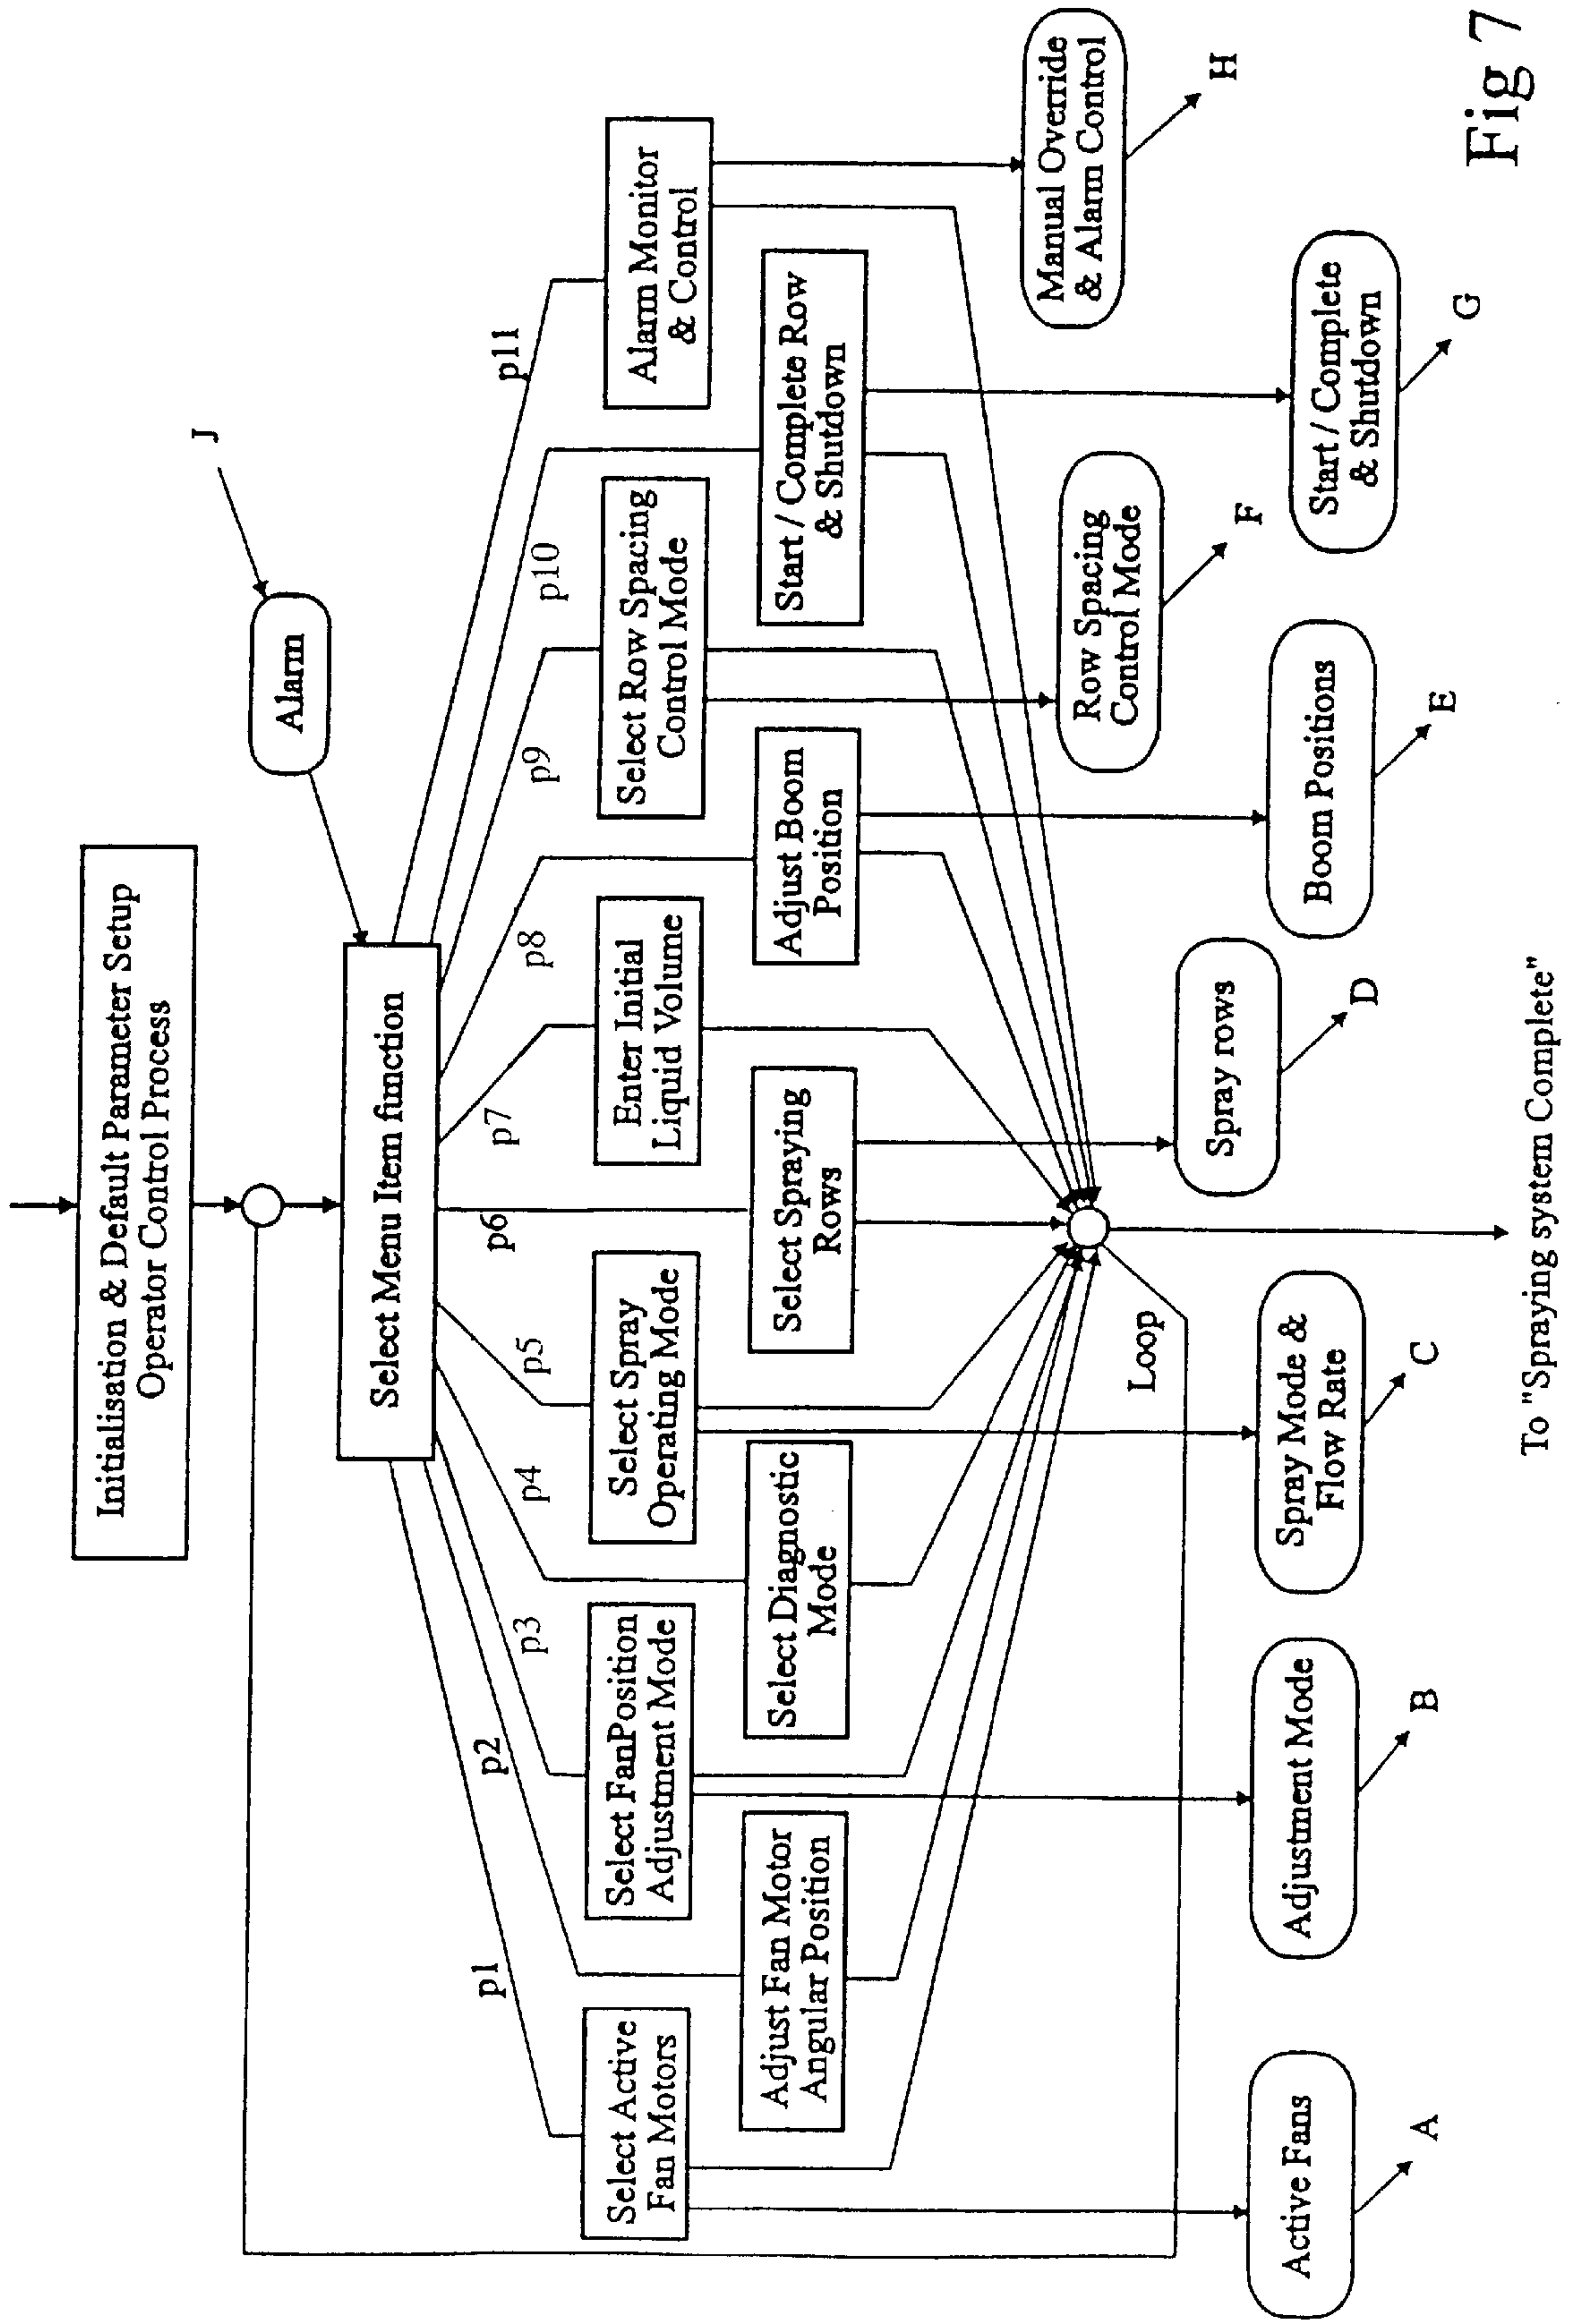 Initialisation & Default Parameter Setup
Operator Control Process
J
Alarm
Select Menu Item function
p1
p2
p3
p4
p5
p6
p7
p8
p9
p10
p11
Select Active
Fan Motors
Select FanPosition
Adjustment Mode
Select Spray
Operating Mode
Enter Initial
Liquid Volume
Select Row Spacing
Control Mode
Alarm Monitor
& Control
Adjust Fan Motor
Angular Position
Select Diagnostic
Mode
Select Spraying
Rows
Adjust Boom
Position
Start / Complete Row
& Shutdown
Loop
Active Fans
A
Adjustment Mode
B
Spray Mode &
Flow Rate
C
Spray rows
D
Boom Positions
E
Row Spacing
Control Mode
F
Start / Complete
& Shutdown
G
Manual Override
& Alarm Control
H
To "Spraying system Complete"
Fig 7